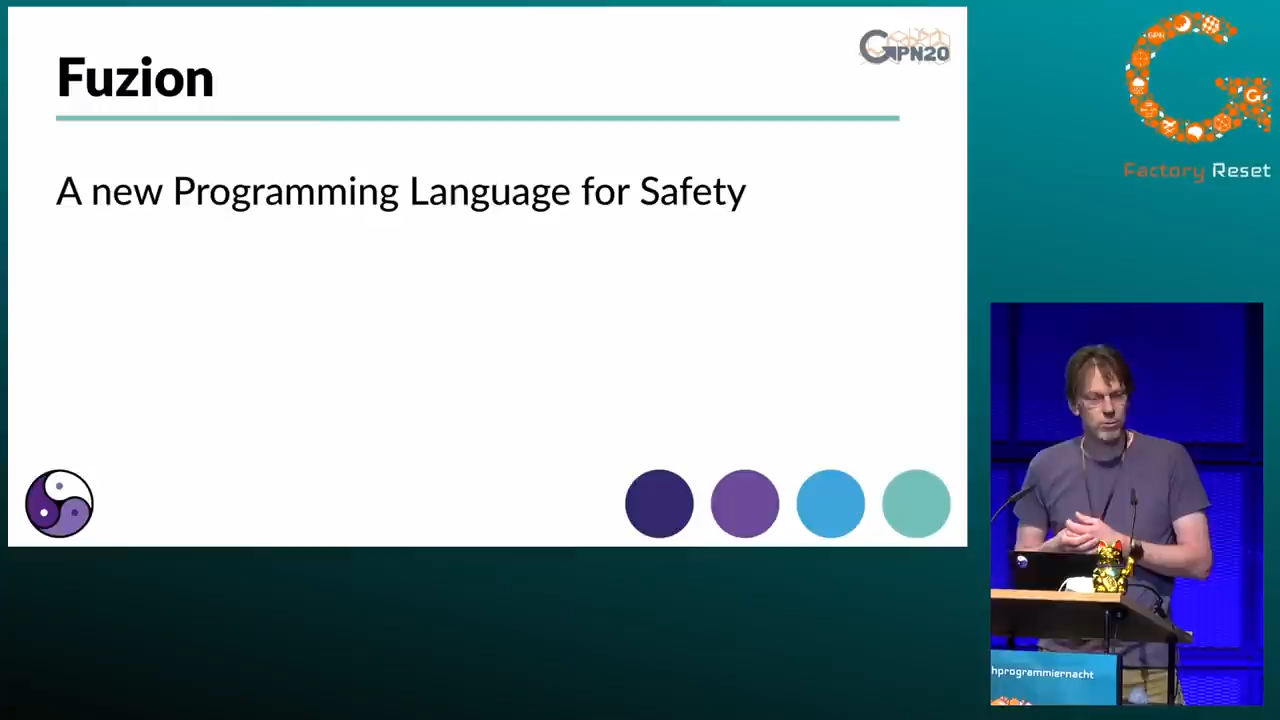 Fuzion
GPN20
A new Programming Language for Safety
Factory Reset
hprogrammiernacht